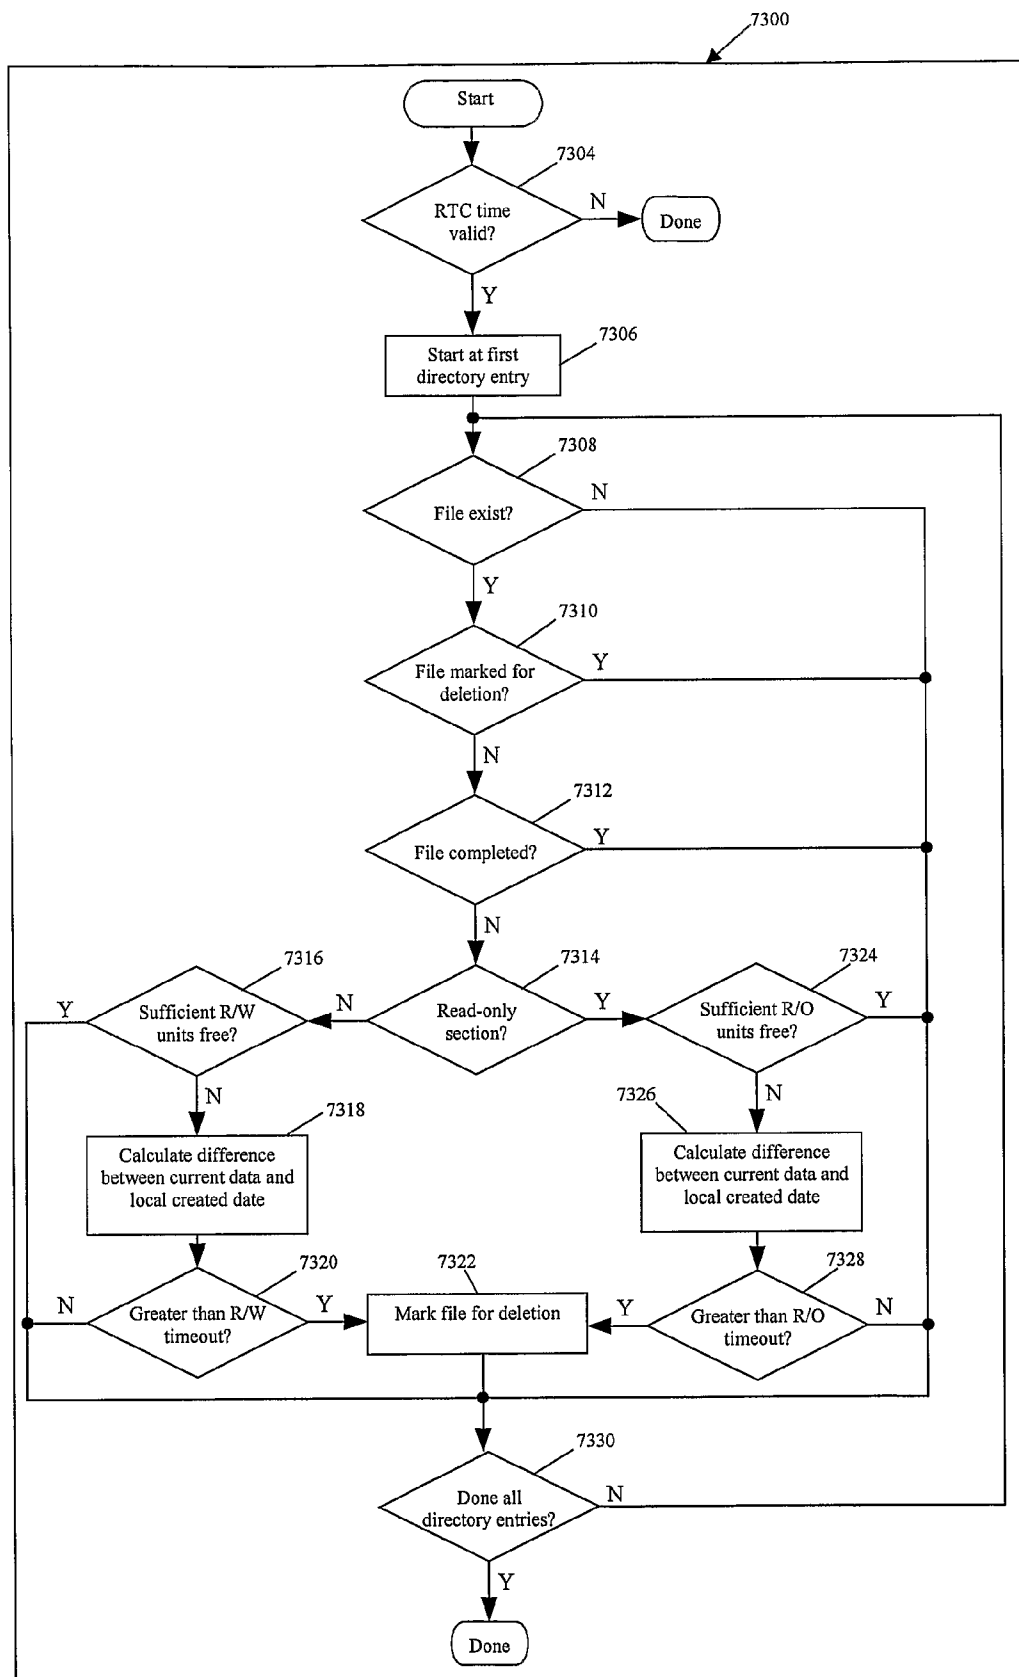 7300
Start
7304
RTC time
valid?
N
Done
Y
7306
Start at first
directory entry
7308
File exist?
N
Y
7310
File marked for
deletion?
Y
N
7312
File completed?
Y
N
7316
7314
7324
Y
Sufficient R/W
units free?
N
Read-only
section?
Y
Sufficient R/O
units free?
Y
N
N
7318
7326
Calculate difference
between current data and
local created date
Calculate difference
between current data and
local created date
7320
7322
7328
N
Greater than R/W
timeout?
Y
Mark file for deletion
Y
Greater than R/O
timeout?
N
7330
Done all
directory entries?
N
Y
Done